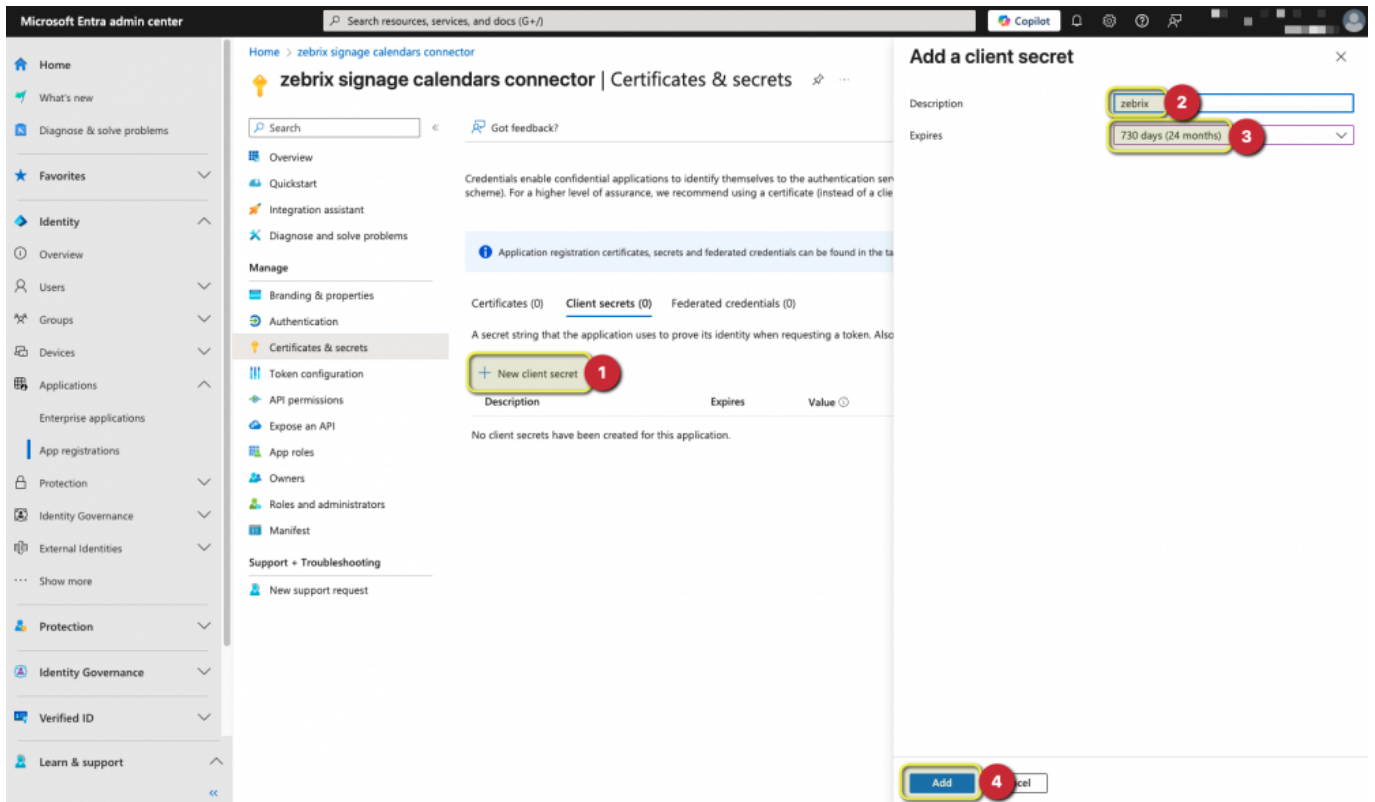 Microsoft Entra admin center
Search resources, services, and docs (G+/)
Copilot
Home
What's new
Diagnose & solve problems
Favorites
Identity
Overview
Users
Groups
Devices
Applications
Enterprise applications
App registrations
Protection
Identity Governance
External Identities
Show more
Protection
Identity Governance
Verified ID
Learn & support
Home > zebrix signage calendars connector
zebrix signage calendars connector | Certificates & secrets
Search
Got feedback?
Overview
Quickstart
Integration assistant
Diagnose and solve problems
Manage
Branding & properties
Authentication
Certificates & secrets
Token configuration
API permissions
Expose an API
App roles
Owners
Roles and administrators
Manifest
Support + Troubleshooting
New support request
Credentials enable confidential applications to identify themselves to the authentication ser
scheme). For a higher level of assurance, we recommend using a certificate (instead of a clie
Application registration certificates, secrets and federated credentials can be found in the ta
Certificates (0) Client secrets (0) Federated credentials (0)
A secret string that the application uses to prove its identity when requesting a token. Also
+ New client secret 1
Description Expires Value
No client secrets have been created for this application.
Add a client secret
Description zebrix 2
Expires 730 days (24 months) 3
Add 4 cel